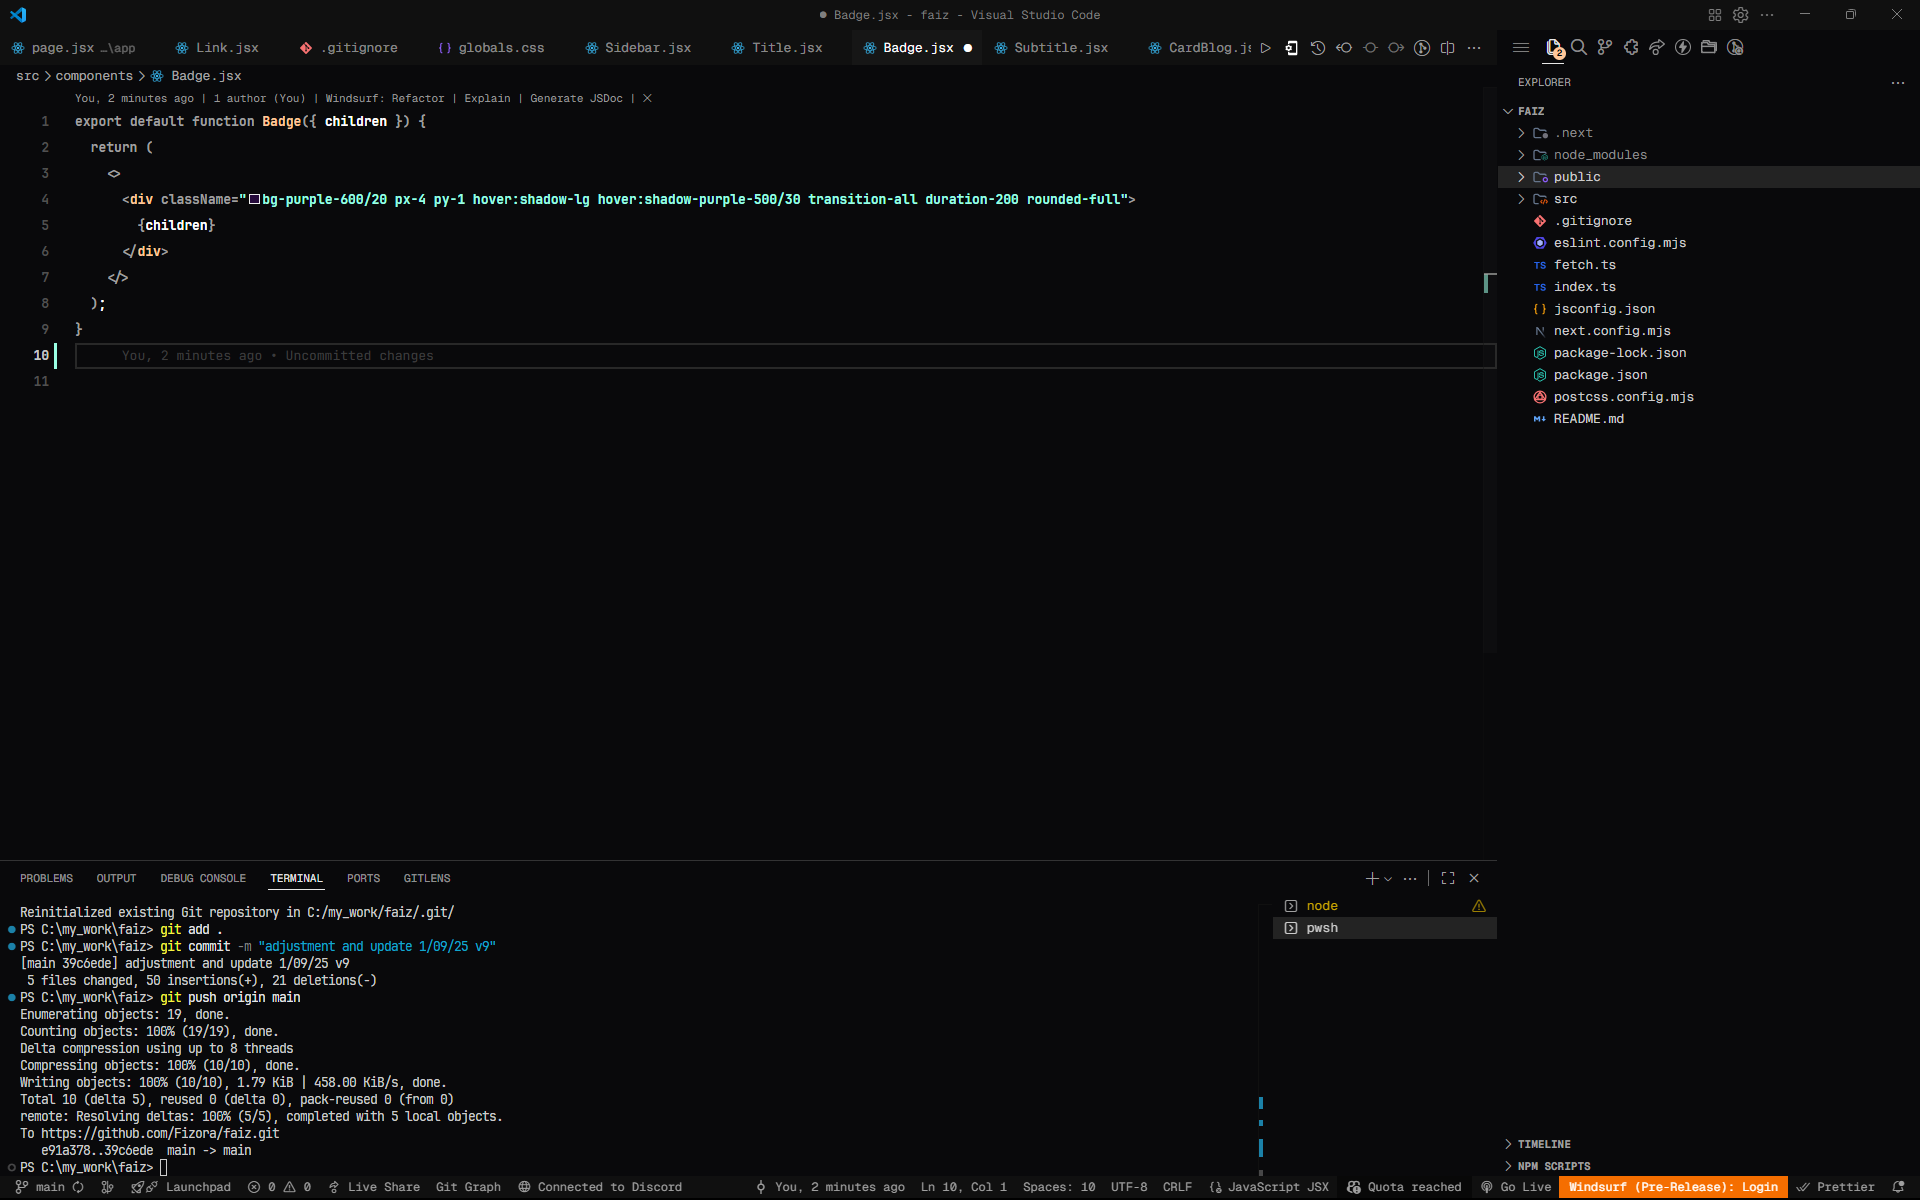 Badge.jsx - faiz - Visual Studio Code
page.jsx …\app
Link.jsx
.gitignore
globals.css
Sidebar.jsx
Title.jsx
Badge.jsx
Subtitle.jsx
CardBlog.js
src > components > Badge.jsx
You, 2 minutes ago | 1 author (You) | Windsurf: Refactor | Explain | Generate JSDoc | ×
1 export default function Badge({ children }) {
2 return (
3 <>
4 <div className="bg-purple-600/20 px-4 py-1 hover:shadow-lg hover:shadow-purple-500/30 transition-all duration-200 rounded-full">
5 {children}
6 </div>
7 </>
8 );
9 }
10 You, 2 minutes ago • Uncommitted changes
11
2
EXPLORER
FAIZ
.next
node_modules
public
src
.gitignore
eslint.config.mjs
TS fetch.ts
TS index.ts
{ } jsconfig.json
next.config.mjs
package-lock.json
package.json
postcss.config.mjs
README.md
TIMELINE
NPM SCRIPTS
PROBLEMS
OUTPUT
DEBUG CONSOLE
TERMINAL
PORTS
GITLENS
Reinitialized existing Git repository in C:/my_work/faiz/.git/
PS C:\my_work\faiz> git add .
PS C:\my_work\faiz> git commit -m "adjustment and update 1/09/25 v9"
[main 39c6ede] adjustment and update 1/09/25 v9
5 files changed, 50 insertions(+), 21 deletions(-)
PS C:\my_work\faiz> git push origin main
Enumerating objects: 19, done.
Counting objects: 100% (19/19), done.
Delta compression using up to 8 threads
Compressing objects: 100% (10/10), done.
Writing objects: 100% (10/10), 1.79 KiB | 458.00 KiB/s, done.
Total 10 (delta 5), reused 0 (delta 0), pack-reused 0 (from 0)
remote: Resolving deltas: 100% (5/5), completed with 5 local objects.
To https://github.com/Fizora/faiz.git
e91a378..39c6ede main -> main
PS C:\my_work\faiz>
node
pwsh
main
Launchpad
0
0
Live Share
Git Graph
Connected to Discord
You, 2 minutes ago
Ln 10, Col 1
Spaces: 10
UTF-8
CRLF
JavaScript JSX
Quota reached
Go Live
Windsurf (Pre-Release): Login
Prettier